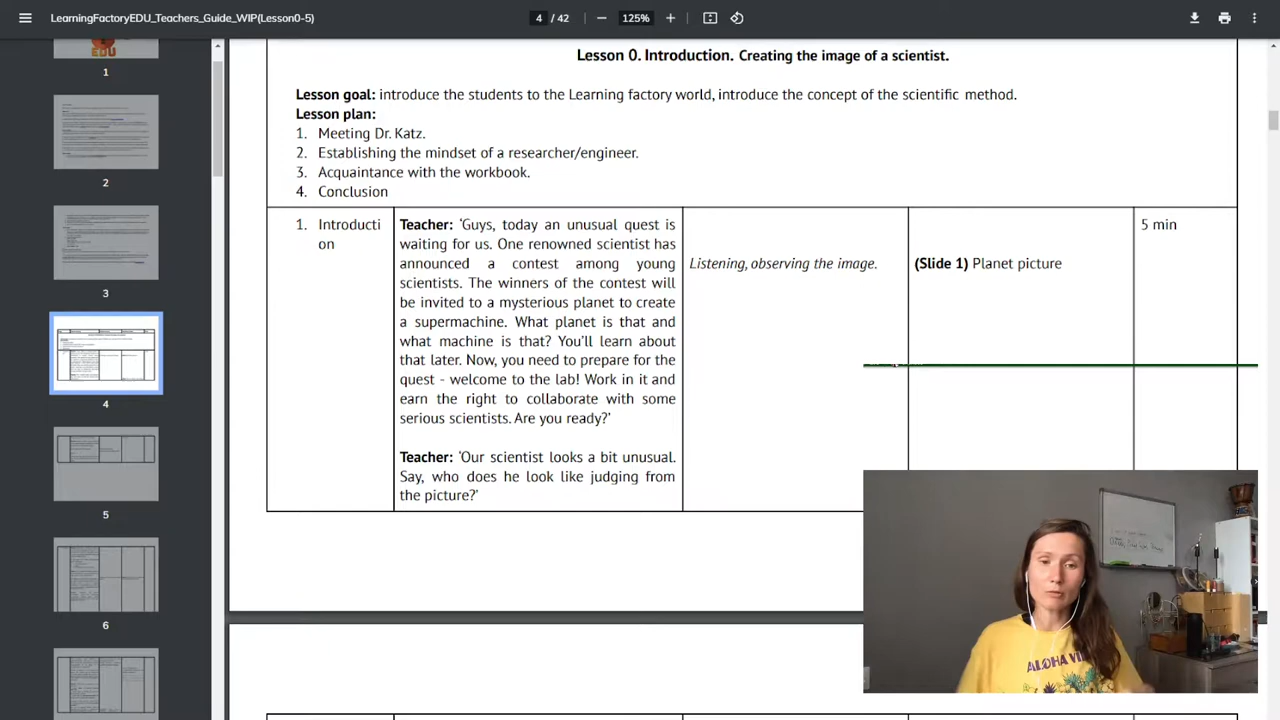 LearningFactoryEDU_Teachers_Guide_WIP(Lesson0-5)
4 / 42
125%
EDU
1
2
3
4
5
6
Lesson 0. Introduction. Creating the image of a scientist.
Lesson goal: introduce the students to the Learning factory world, introduce the concept of the scientific method.
Lesson plan:
1. Meeting Dr. Katz.
2. Establishing the mindset of a researcher/engineer.
3. Acquaintance with the workbook.
4. Conclusion
1. Introducti
on
Teacher: ‘Guys, today an unusual quest is
waiting for us. One renowned scientist has
announced a contest among young
scientists. The winners of the contest will
be invited to a mysterious planet to create
a supermachine. What planet is that and
what machine is that? You’ll learn about
that later. Now, you need to prepare for the
quest - welcome to the lab! Work in it and
earn the right to collaborate with some
serious scientists. Are you ready?’
Teacher: ‘Our scientist looks a bit unusual.
Say, who does he look like judging from
the picture?’
Listening, observing the image.
(Slide 1) Planet picture
5 min
ALOHA